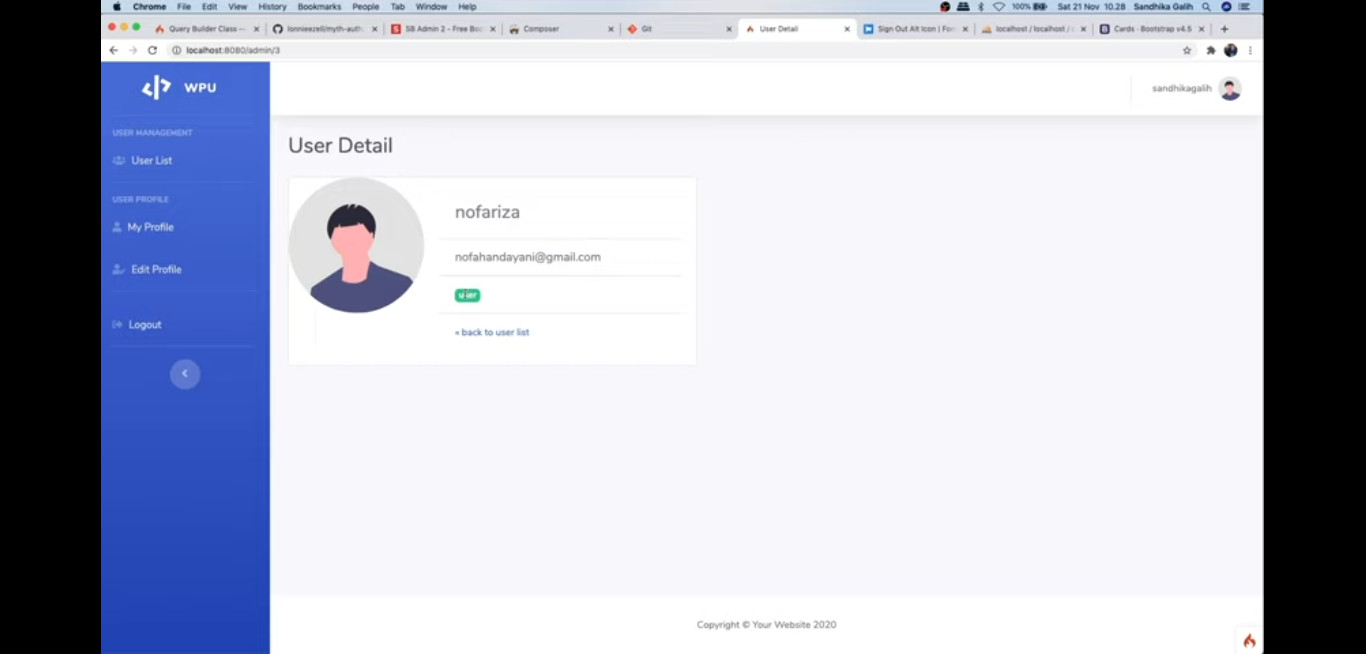 Chrome File Edit View History Bookmarks People Tab Window Help 100% Sat 21 Nov 10.28 Sandhika Galih
Query Builder Class — lonnieezell/myth-auth: SB Admin 2 - Free Boo Composer Git User Detail Sign Out Alt Icon | Fon localhost / localhost / Cards · Bootstrap v4.5
localhost:8080/admin/3
WPU
sandhikagalih
USER MANAGEMENT
User List
USER PROFILE
My Profile
Edit Profile
Logout
User Detail
nofariza
nofahandayani@gmail.com
user
« back to user list
Copyright © Your Website 2020